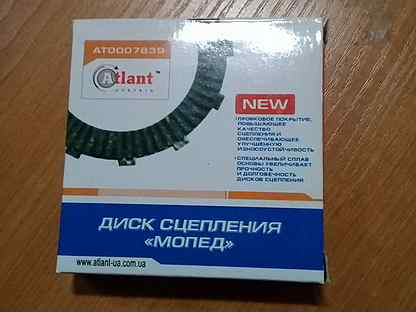 AT0007839
Atlant
NEW
ПРОБКОВОЕ ПОКРЫТИЕ,
ПОВЫШАЮЩЕЕ
КАЧЕСТВО
СЦЕПЛЕНИЯ И
ОБЕСПЕЧИВАЮЩЕЕ
УЛУЧШЕННУЮ
ИЗНОСОУСТОЙЧИВОСТЬ
СПЕЦИАЛЬНЫЙ СПЛАВ
ОСНОВЫ УВЕЛИЧИВАЕТ
ПРОЧНОСТЬ
И ДОЛГОВЕЧНОСТЬ
ДИСКОВ СЦЕПЛЕНИЯ
ДИСК СЦЕПЛЕНИЯ
«МОПЕД»
www.atlant-ua.com.ua